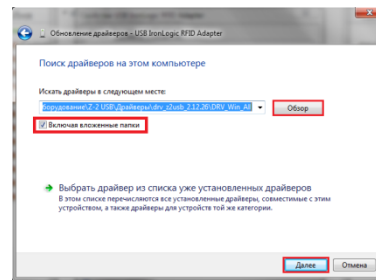 Обновление драйверов - USB IronLogic RFID Adapter
Поиск драйверов на этом компьютере
Искать драйверы в следующем месте:
борудование\Z-2 USB\Драйверы\drv_z2usb_2.12.26\DRV_Win_All
Обзор
Включая вложенные папки
Выбрать драйвер из списка уже установленных драйверов
В этом списке перечисляются все установленные драйверы, совместимые с этим
устройством, а также драйверы для устройств той же категории.
Далее
Отмена